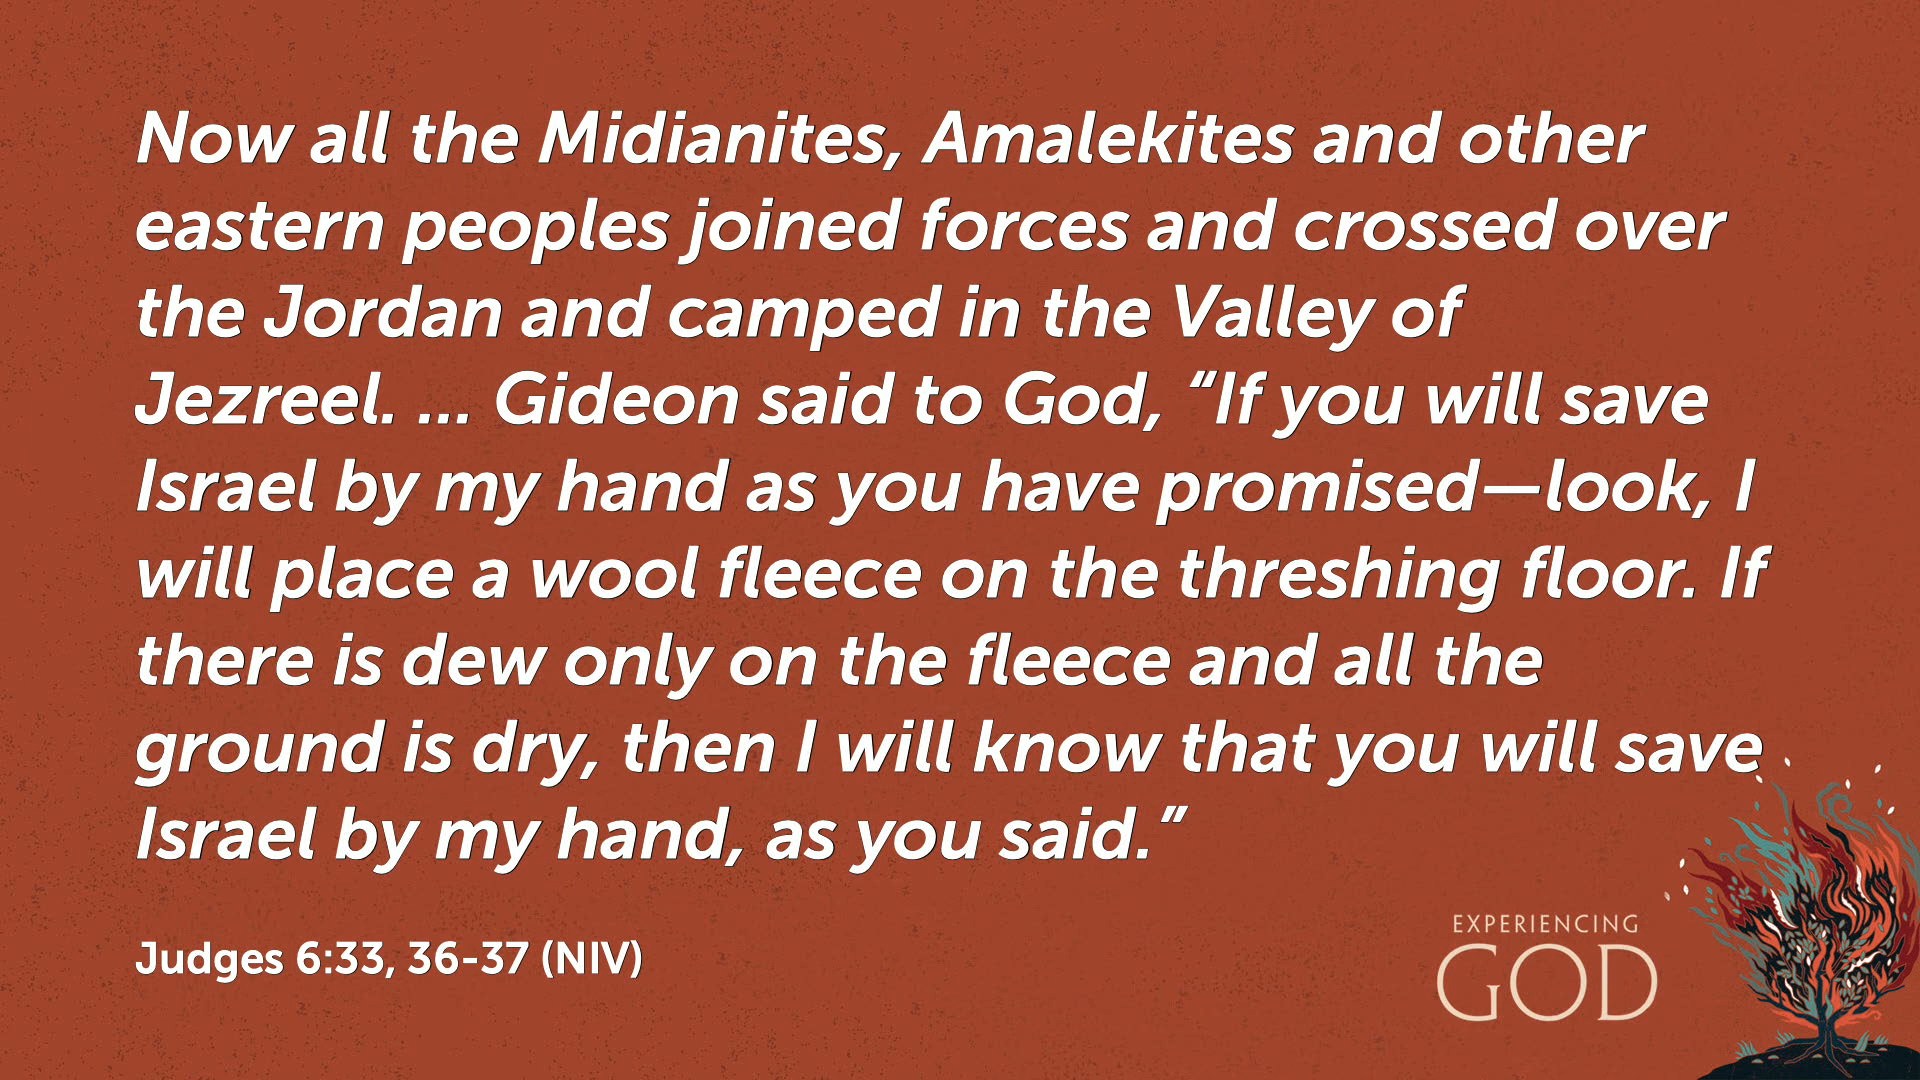 Now all the Midianites, Amalekites and other
eastern peoples joined forces and crossed over
the Jordan and camped in the Valley of
Jezreel. ... Gideon said to God, “If you will save
Israel by my hand as you have promised—look, I
will place a wool fleece on the threshing floor. If
there is dew only on the fleece and all the
ground is dry, then I will know that you will save
Israel by my hand, as you said.”
Judges 6:33, 36-37 (NIV)
EXPERIENCING
GOD